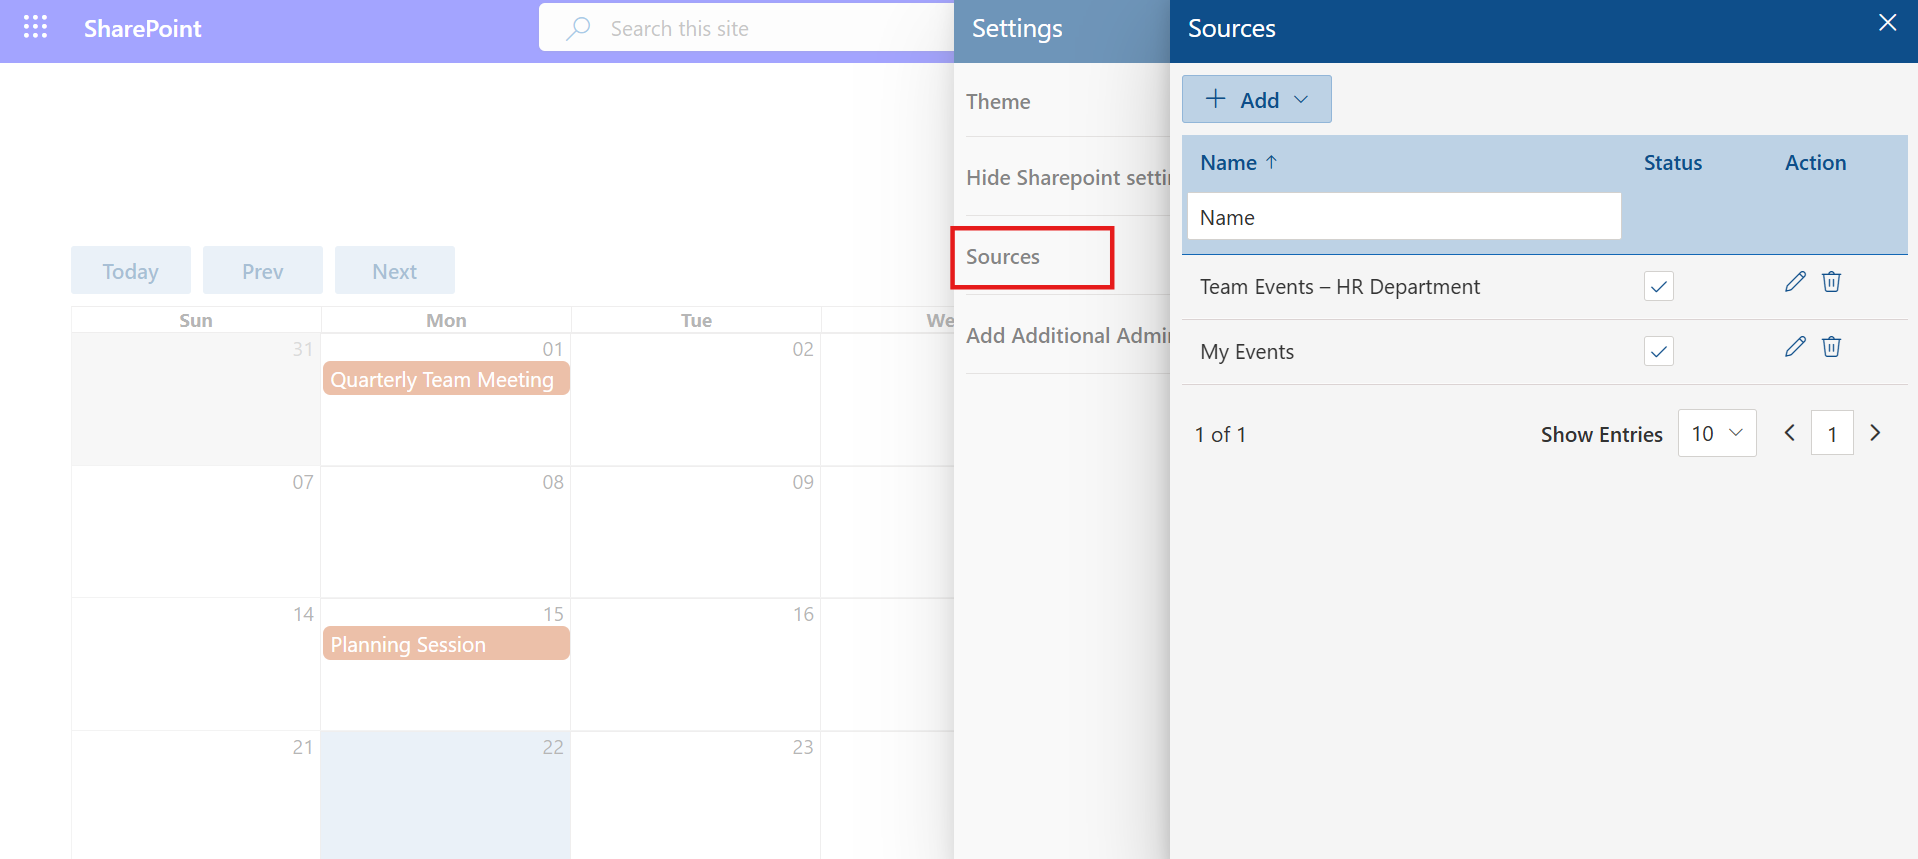 SharePoint
Search this site
Settings
Sources
Theme
Hide Sharepoint settin
Sources
Add Additional Admin
Add
Name ↑ Status Action
Name
Team Events – HR Department
My Events
1 of 1 Show Entries 10 1
Today Prev Next
Sun Mon Tue We
31 01 02
Quarterly Team Meeting
07 08 09
14 15 16
Planning Session
21 22 23